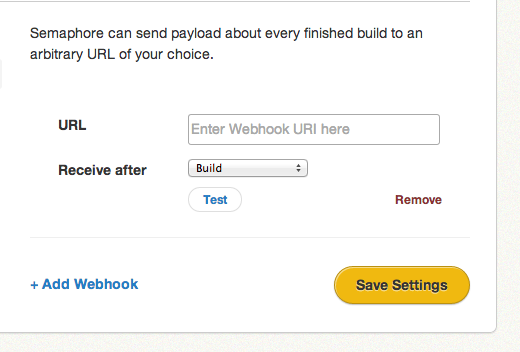 Semaphore can send payload about every finished build to an
arbitrary URL of your choice.
URL
Enter Webhook URI here
Receive after
Build
Test
Remove
+ Add Webhook
Save Settings